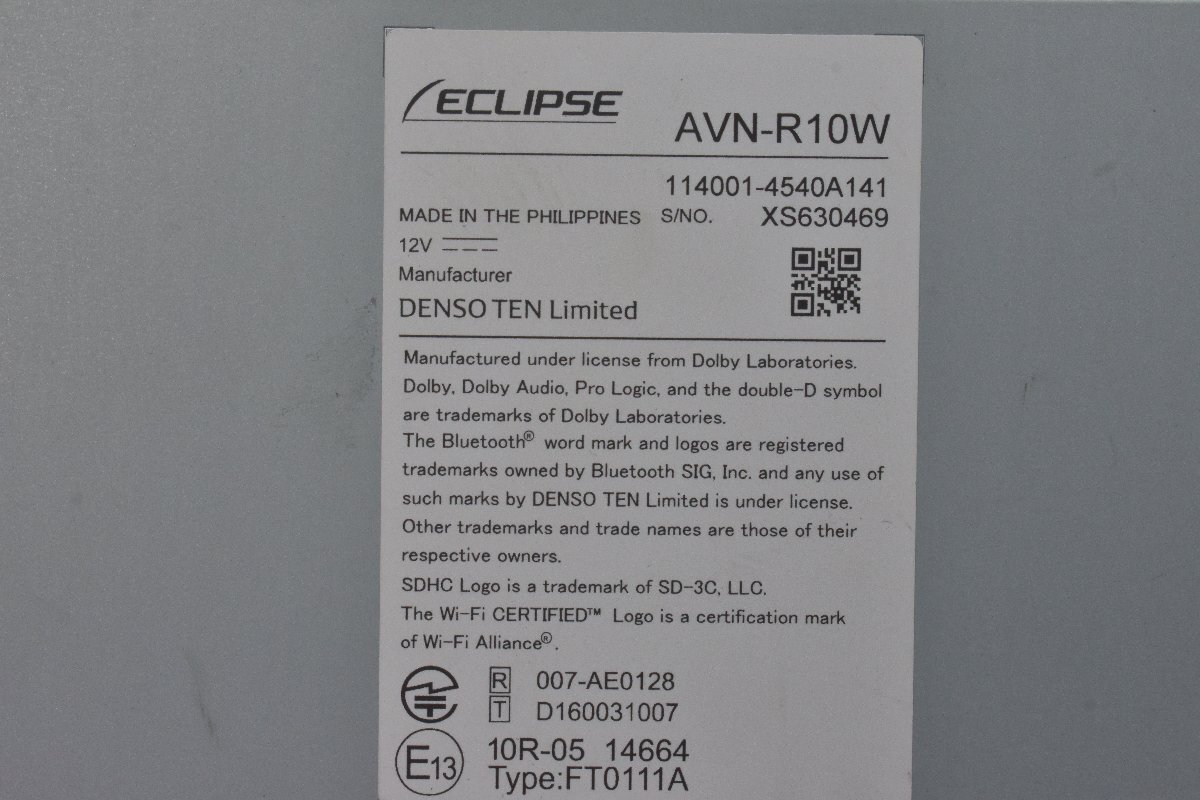 ECLIPSE
AVN-R10W
114001-4540A141
MADE IN THE PHILIPPINES S/NO. XS630469
12V
Manufacturer
DENSO TEN Limited
Manufactured under license from Dolby Laboratories.
Dolby, Dolby Audio, Pro Logic, and the double-D symbol
are trademarks of Dolby Laboratories.
The Bluetooth® word mark and logos are registered
trademarks owned by Bluetooth SIG, Inc. and any use of
such marks by DENSO TEN Limited is under license.
Other trademarks and trade names are those of their
respective owners.
SDHC Logo is a trademark of SD-3C, LLC.
The Wi-Fi CERTIFIED™ Logo is a certification mark
of Wi-Fi Alliance®.
R 007-AE0128
T D160031007
E13 10R-05 14664
Type:FT0111A